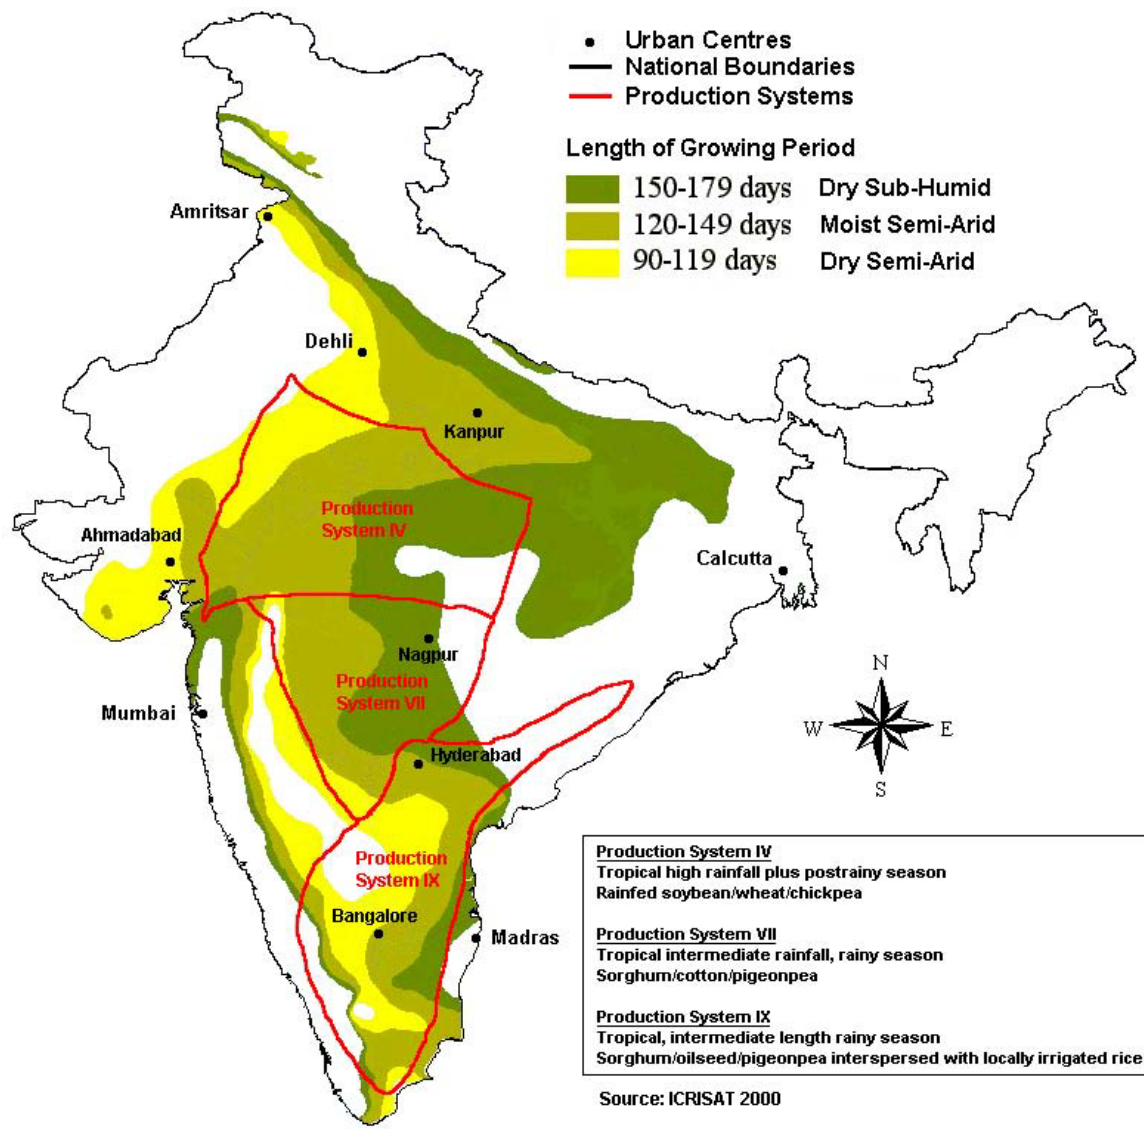 Urban Centres
National Boundaries
Production Systems
Length of Growing Period
150-179 days Dry Sub-Humid
120-149 days Moist Semi-Arid
90-119 days Dry Semi-Arid
Amritsar
Dehli
Kanpur
Production
System IV
Ahmadabad
Calcutta
Nagpur
Production
System VII
Mumbai
Hyderabad
N
W E
S
Production
System IX
Bangalore
Madras
Production System IV
Tropical high rainfall plus postrainy season
Rainfed soybean/wheat/chickpea
Production System VII
Tropical intermediate rainfall, rainy season
Sorghum/cotton/pigeonpea
Production System IX
Tropical, intermediate length rainy season
Sorghum/oilseed/pigeonpea interspersed with locally irrigated rice
Source: ICRISAT 2000